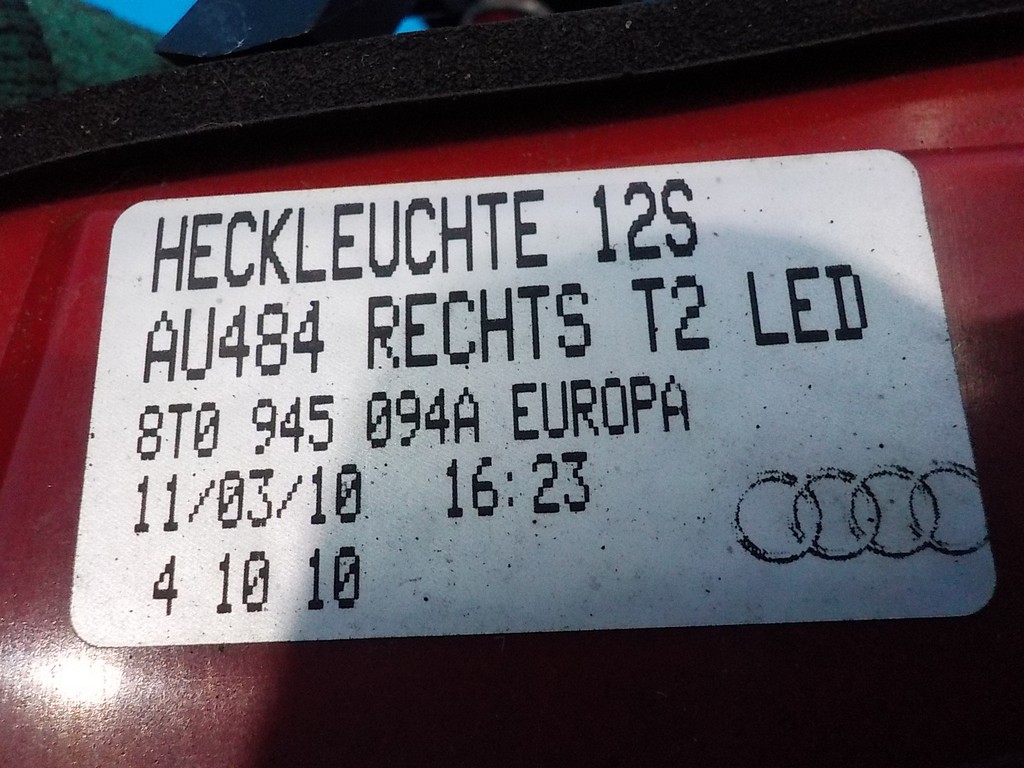 HECKLEUCHTE 12S
AU484 RECHTS T2 LED
8T0 945 094A EUROPA
11/03/10 16:23
4 10 10